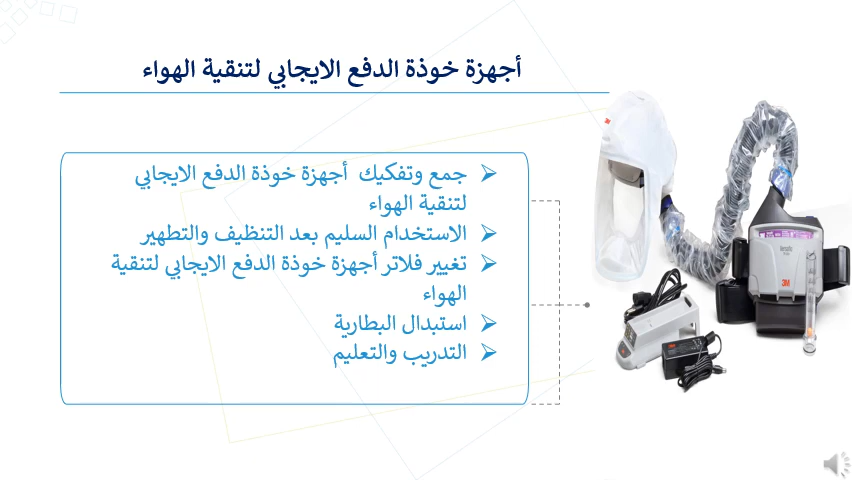 أجهزة خوذة الدفع الايجابي لتنقية الهواء
جمع وتفكيك أجهزة خوذة الدفع الايجابي
لتنقية الهواء
الاستخدام السليم بعد التنظيف والتطهير
تغيير فلاتر أجهزة خوذة الدفع الايجابي لتنقية
الهواء
استبدال البطارية
التدريب والتعليم
3M
versaflo
3M